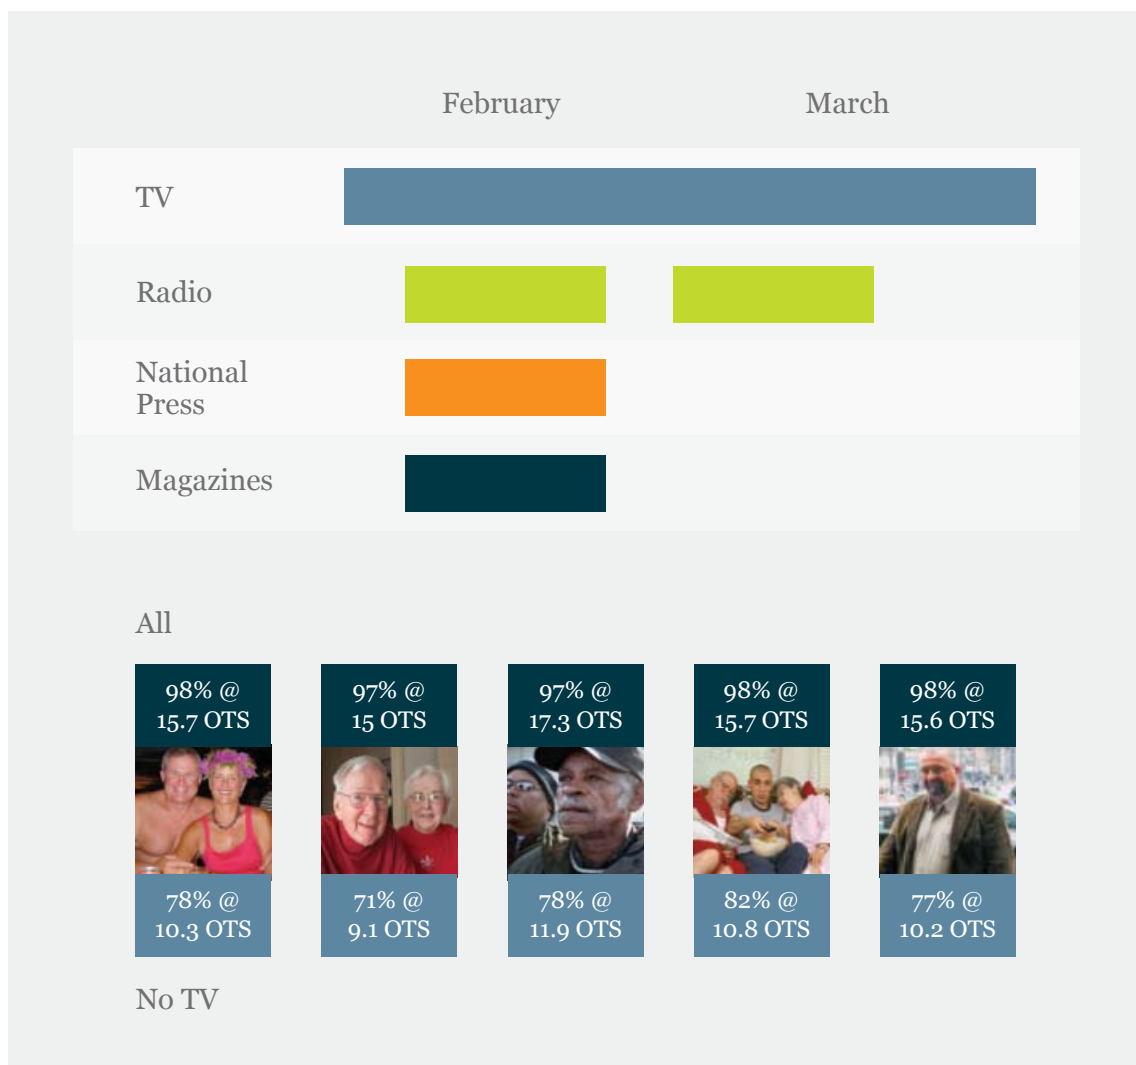 February March
TV
Radio
National
Press
Magazines
All
98% @ 97% @ 97% @ 98% @ 98% @
15.7 OTS 15 OTS 17.3 OTS 15.7 OTS 15.6 OTS
78% @ 71% @ 78% @ 82% @ 77% @
10.3 OTS 9.1 OTS 11.9 OTS 10.8 OTS 10.2 OTS
No TV